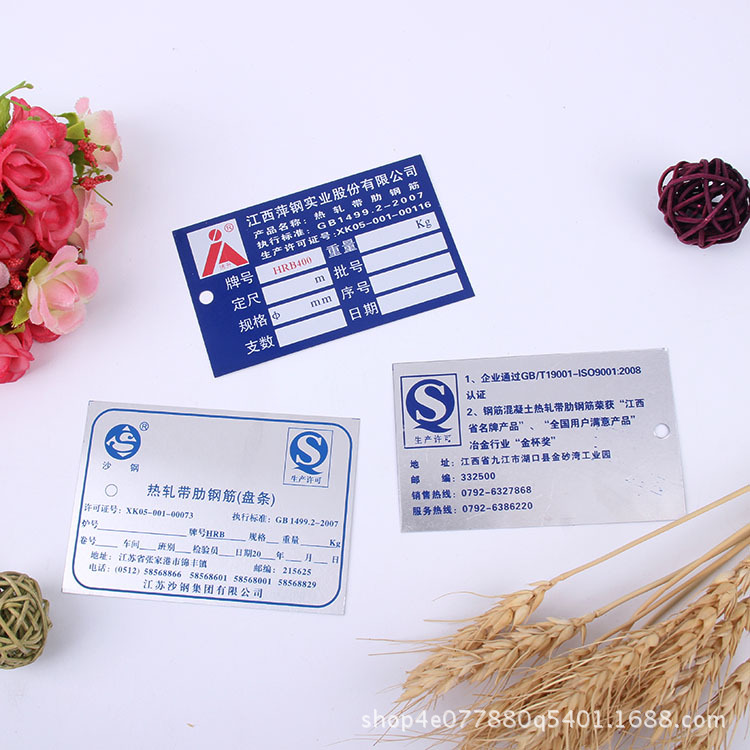 江西萍钢实业股份有限公司
产品名称：热轧带肋钢筋
执行标准：GB1499.2-2007
生产许可证号：XK05-001-00116
®
牌号 HRB400 重量 Kg
定尺 m 批号
规格 φ mm 序号
支数 日期
生产许可
1、企业通过GB/T19001-ISO9001:2008
认证
2、钢筋混凝土热轧带肋钢筋荣获“江西
省名牌产品”、“全国用户满意产品”
冶金行业“金杯奖”
地 址：江西省九江市湖口县金砂湾工业园
邮 编：332500
销售热线：0792-6327868
服务热线：0792-6386220
®
沙 钢
生产许可
热轧带肋钢筋(盘条)
许可证号：XK05-001-00073 执行标准：GB 1499.2-2007
炉号 牌号HRB 规格 重量 Kg
卷号 车间 班别 检验员 日期20 年 月 日
地址：江苏省张家港市锦丰镇 邮编：215625
电话：(0512) 58568866 58568601 58568001 58568829
江苏沙钢集团有限公司
shop4e077880q5401.1688.com